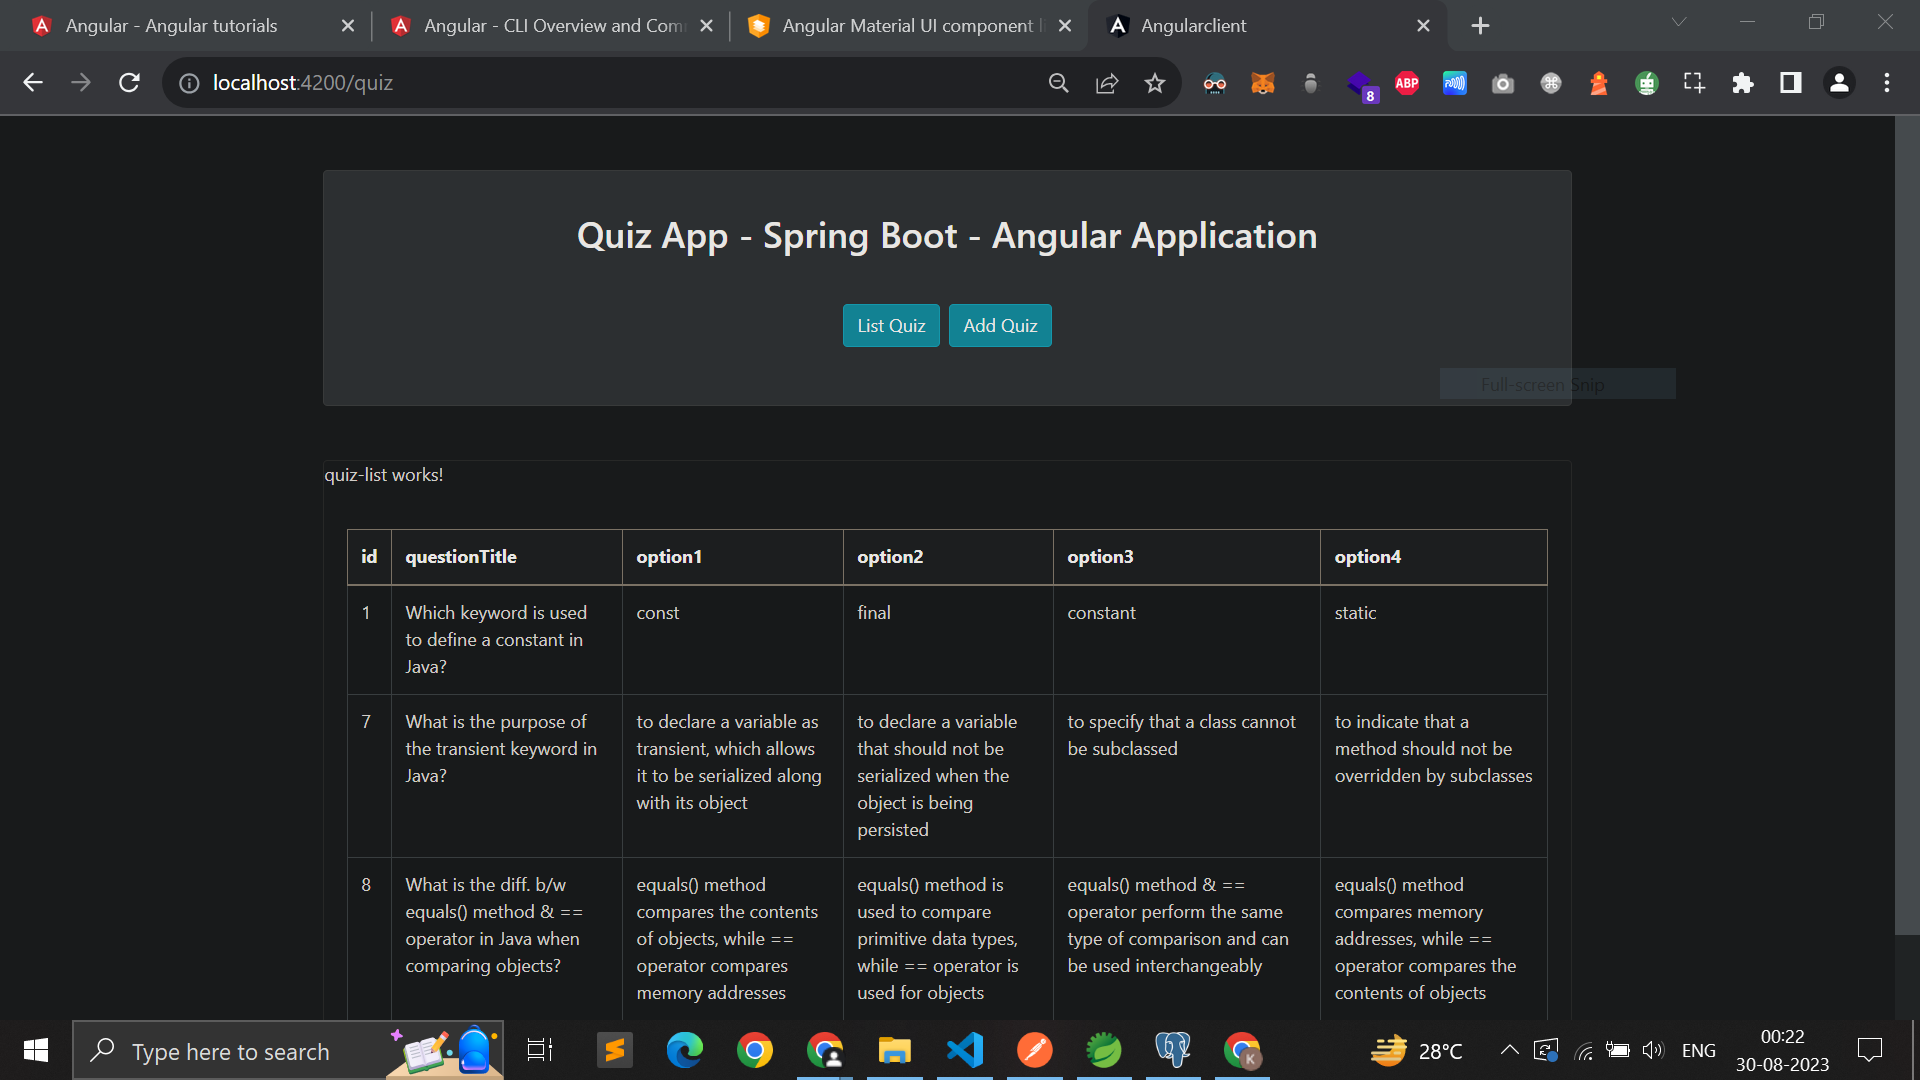 Angular - Angular tutorials
Angular - CLI Overview and Com
Angular Material UI component l
Angularclient
localhost:4200/quiz
8
ABP
Quiz App - Spring Boot - Angular Application
List Quiz
Add Quiz
Full-screen Snip
quiz-list works!
id questionTitle option1 option2 option3 option4
1 Which keyword is used const final constant static
to define a constant in
Java?
7 What is the purpose of to declare a variable as to declare a variable to specify that a class cannot to indicate that a
the transient keyword in transient, which allows that should not be be subclassed method should not be
Java? it to be serialized along serialized when the overridden by subclasses
with its object object is being
persisted
8 What is the diff. b/w equals() method equals() method is equals() method & == equals() method
equals() method & == compares the contents used to compare operator perform the same compares memory
operator in Java when of objects, while == primitive data types, type of comparison and can addresses, while ==
comparing objects? operator compares while == operator is be used interchangeably operator compares the
memory addresses used for objects contents of objects
Type here to search
K
28°C
ENG
00:22
30-08-2023